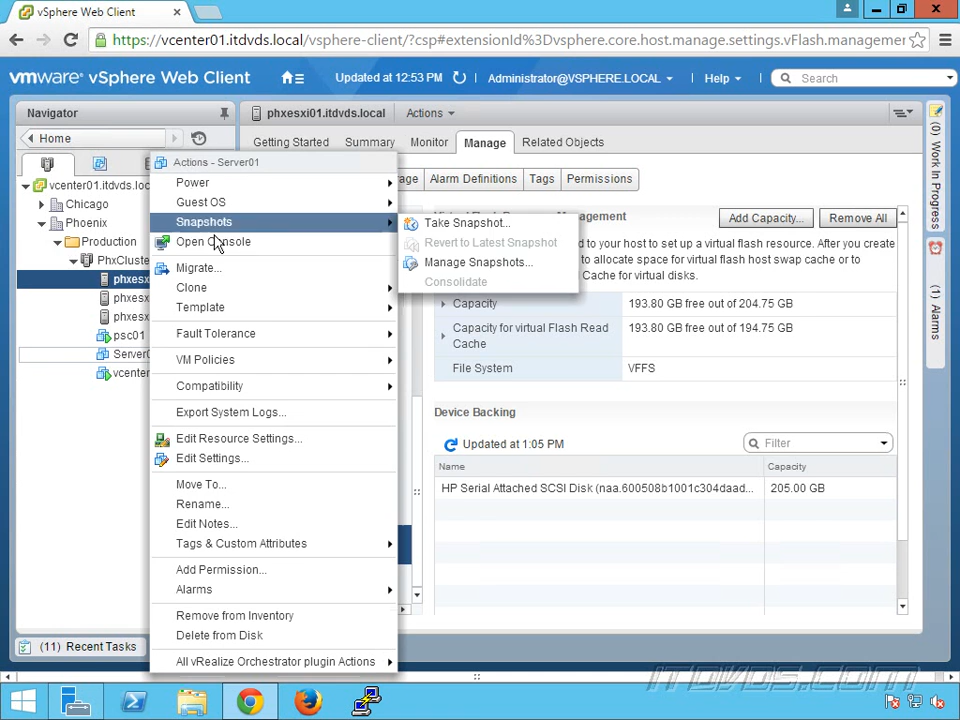 vSphere Web Client
https://vcenter01.itdvds.local/vsphere-client/?csp#extensionId%3Dvsphere.core.host.manage.settings.vFlash.managemer
vmware® vSphere Web Client
Updated at 12:53 PM
Administrator@VSPHERE.LOCAL
Help
Search
Navigator
phxesxi01.itdvds.local
Actions
Home
Getting Started
Summary
Monitor
Manage
Related Objects
Actions - Server01
vcenter01.itdvds.loc
Power
rage
Alarm Definitions
Tags
Permissions
Chicago
Guest OS
Phoenix
Snapshots
Take Snapshot...
Management
Add Capacity...
Remove All
Production
Open Console
Revert to Latest Snapshot
ed to your host to set up a virtual flash resource. After you create
PhxCluste
Migrate...
Manage Snapshots...
to allocate space for virtual flash host swap cache or to
phxes
Clone
Consolidate
Cache for virtual disks.
phxes
Template
Capacity
193.80 GB free out of 204.75 GB
phxes
psc01
Fault Tolerance
Capacity for virtual Flash Read
Cache
193.80 GB free out of 194.75 GB
Server0
VM Policies
File System
VFFS
vcenter
Compatibility
Export System Logs...
Device Backing
Edit Resource Settings...
Updated at 1:05 PM
Filter
Edit Settings...
Name
Capacity
Move To...
HP Serial Attached SCSI Disk (naa.600508b1001c304daad...
205.00 GB
Rename...
Edit Notes...
Tags & Custom Attributes
Add Permission...
Alarms
Remove from Inventory
Delete from Disk
(11) Recent Tasks
All vRealize Orchestrator plugin Actions
(0) Work In Progress
(1) Alarms
ITDVDS.COM